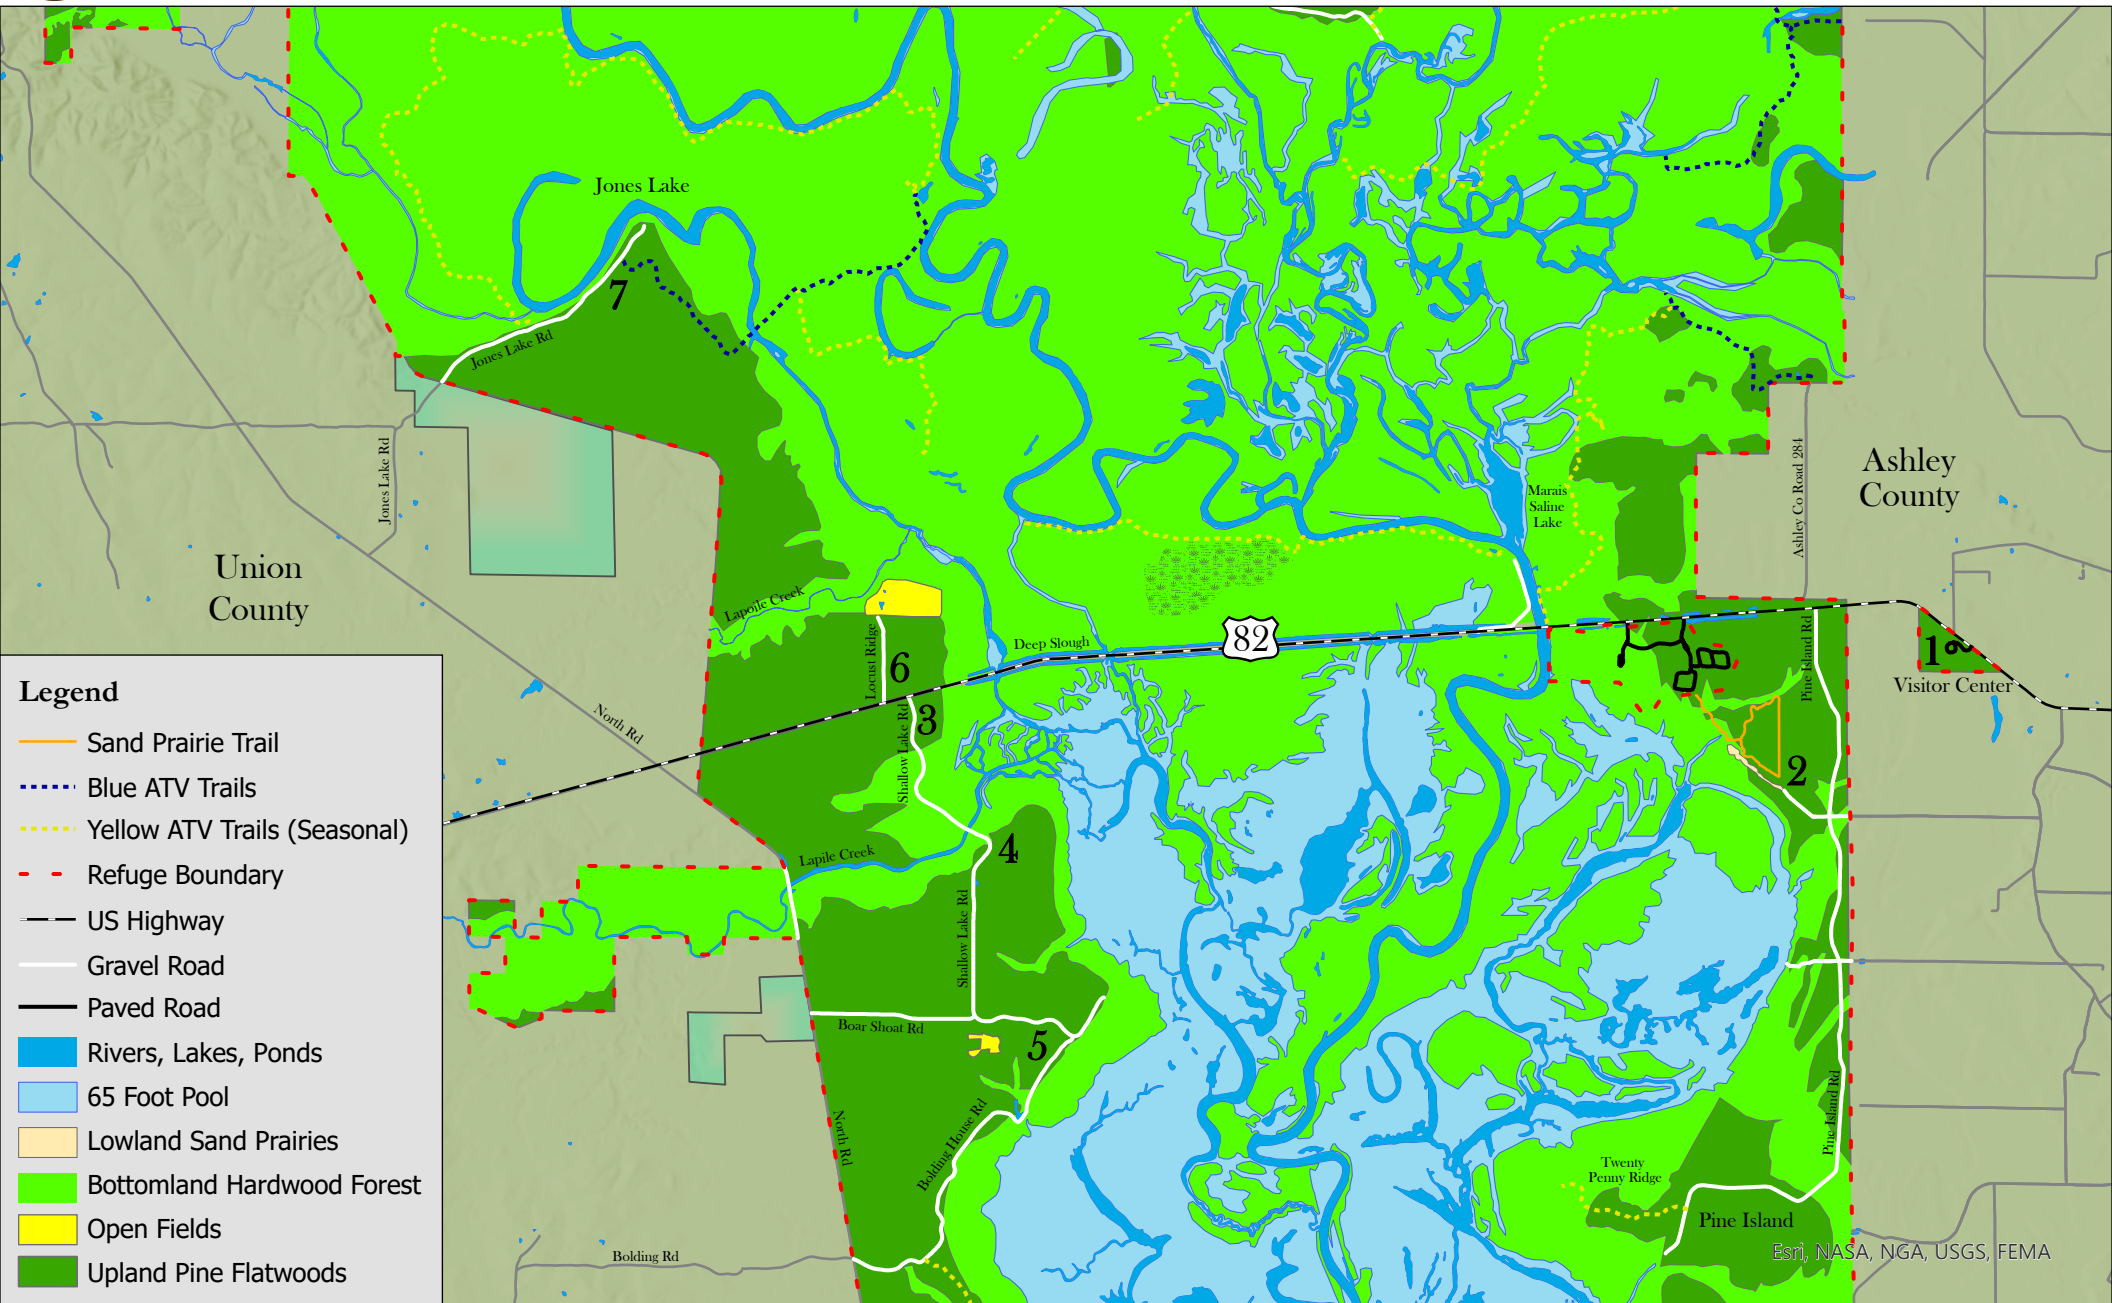 Jones Lake
7
Jones Lake Rd
Jones Lake Rd
Ashley
County
Ashley Co Road 284
Marais
Saline
Lake
Union
County
Lapoile Creek
Locust Ridge
6
Deep Slough
82
Pine Island Rd
1
Visitor Center
3
Shallow Lake Rd
North Rd
2
4
Lapile Creek
Shallow Lake Rd
Boar Shoat Rd
5
North Rd
Bolding House Rd
Pine Island Rd
Twenty
Penny Ridge
Pine Island
Bolding Rd
Esri, NASA, NGA, USGS, FEMA
Legend
Sand Prairie Trail
Blue ATV Trails
Yellow ATV Trails (Seasonal)
Refuge Boundary
US Highway
Gravel Road
Paved Road
Rivers, Lakes, Ponds
65 Foot Pool
Lowland Sand Prairies
Bottomland Hardwood Forest
Open Fields
Upland Pine Flatwoods